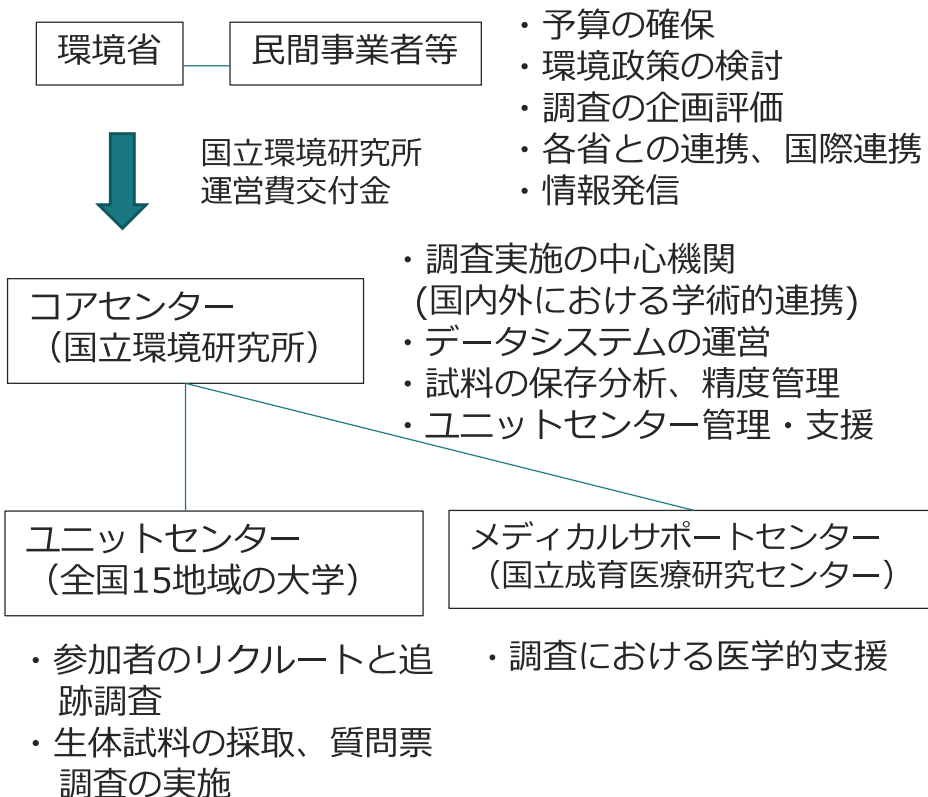 環境省
民間事業者等
・予算の確保
・環境政策の検討
・調査の企画評価
・各省との連携、国際連携
・情報発信
国立環境研究所
運営費交付金
コアセンター
（国立環境研究所）
・調査実施の中心機関
(国内外における学術的連携)
・データシステムの運営
・試料の保存分析、精度管理
・ユニットセンター管理・支援
ユニットセンター
（全国15地域の大学）
・参加者のリクルートと追
跡調査
・生体試料の採取、質問票
調査の実施
メディカルサポートセンター
（国立成育医療研究センター）
・調査における医学的支援